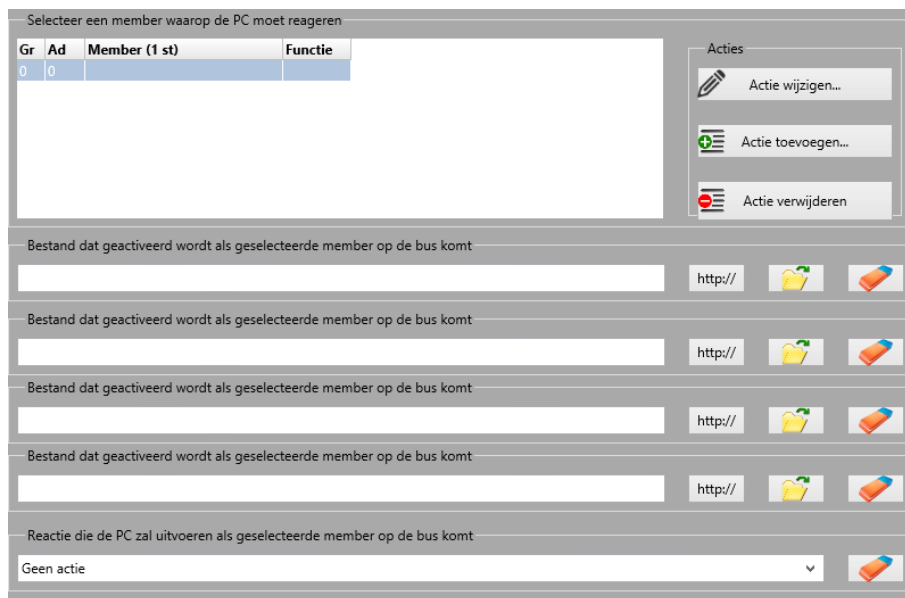 Selecteer een member waarop de PC moet reageren
Gr Ad Member (1 st) Functie
0 0
Acties
Actie wijzigen...
Actie toevoegen...
Actie verwijderen
Bestand dat geactiveerd wordt als geselecteerde member op de bus komt
http://
Bestand dat geactiveerd wordt als geselecteerde member op de bus komt
http://
Bestand dat geactiveerd wordt als geselecteerde member op de bus komt
http://
Bestand dat geactiveerd wordt als geselecteerde member op de bus komt
http://
Reactie die de PC zal uitvoeren als geselecteerde member op de bus komt
Geen actie